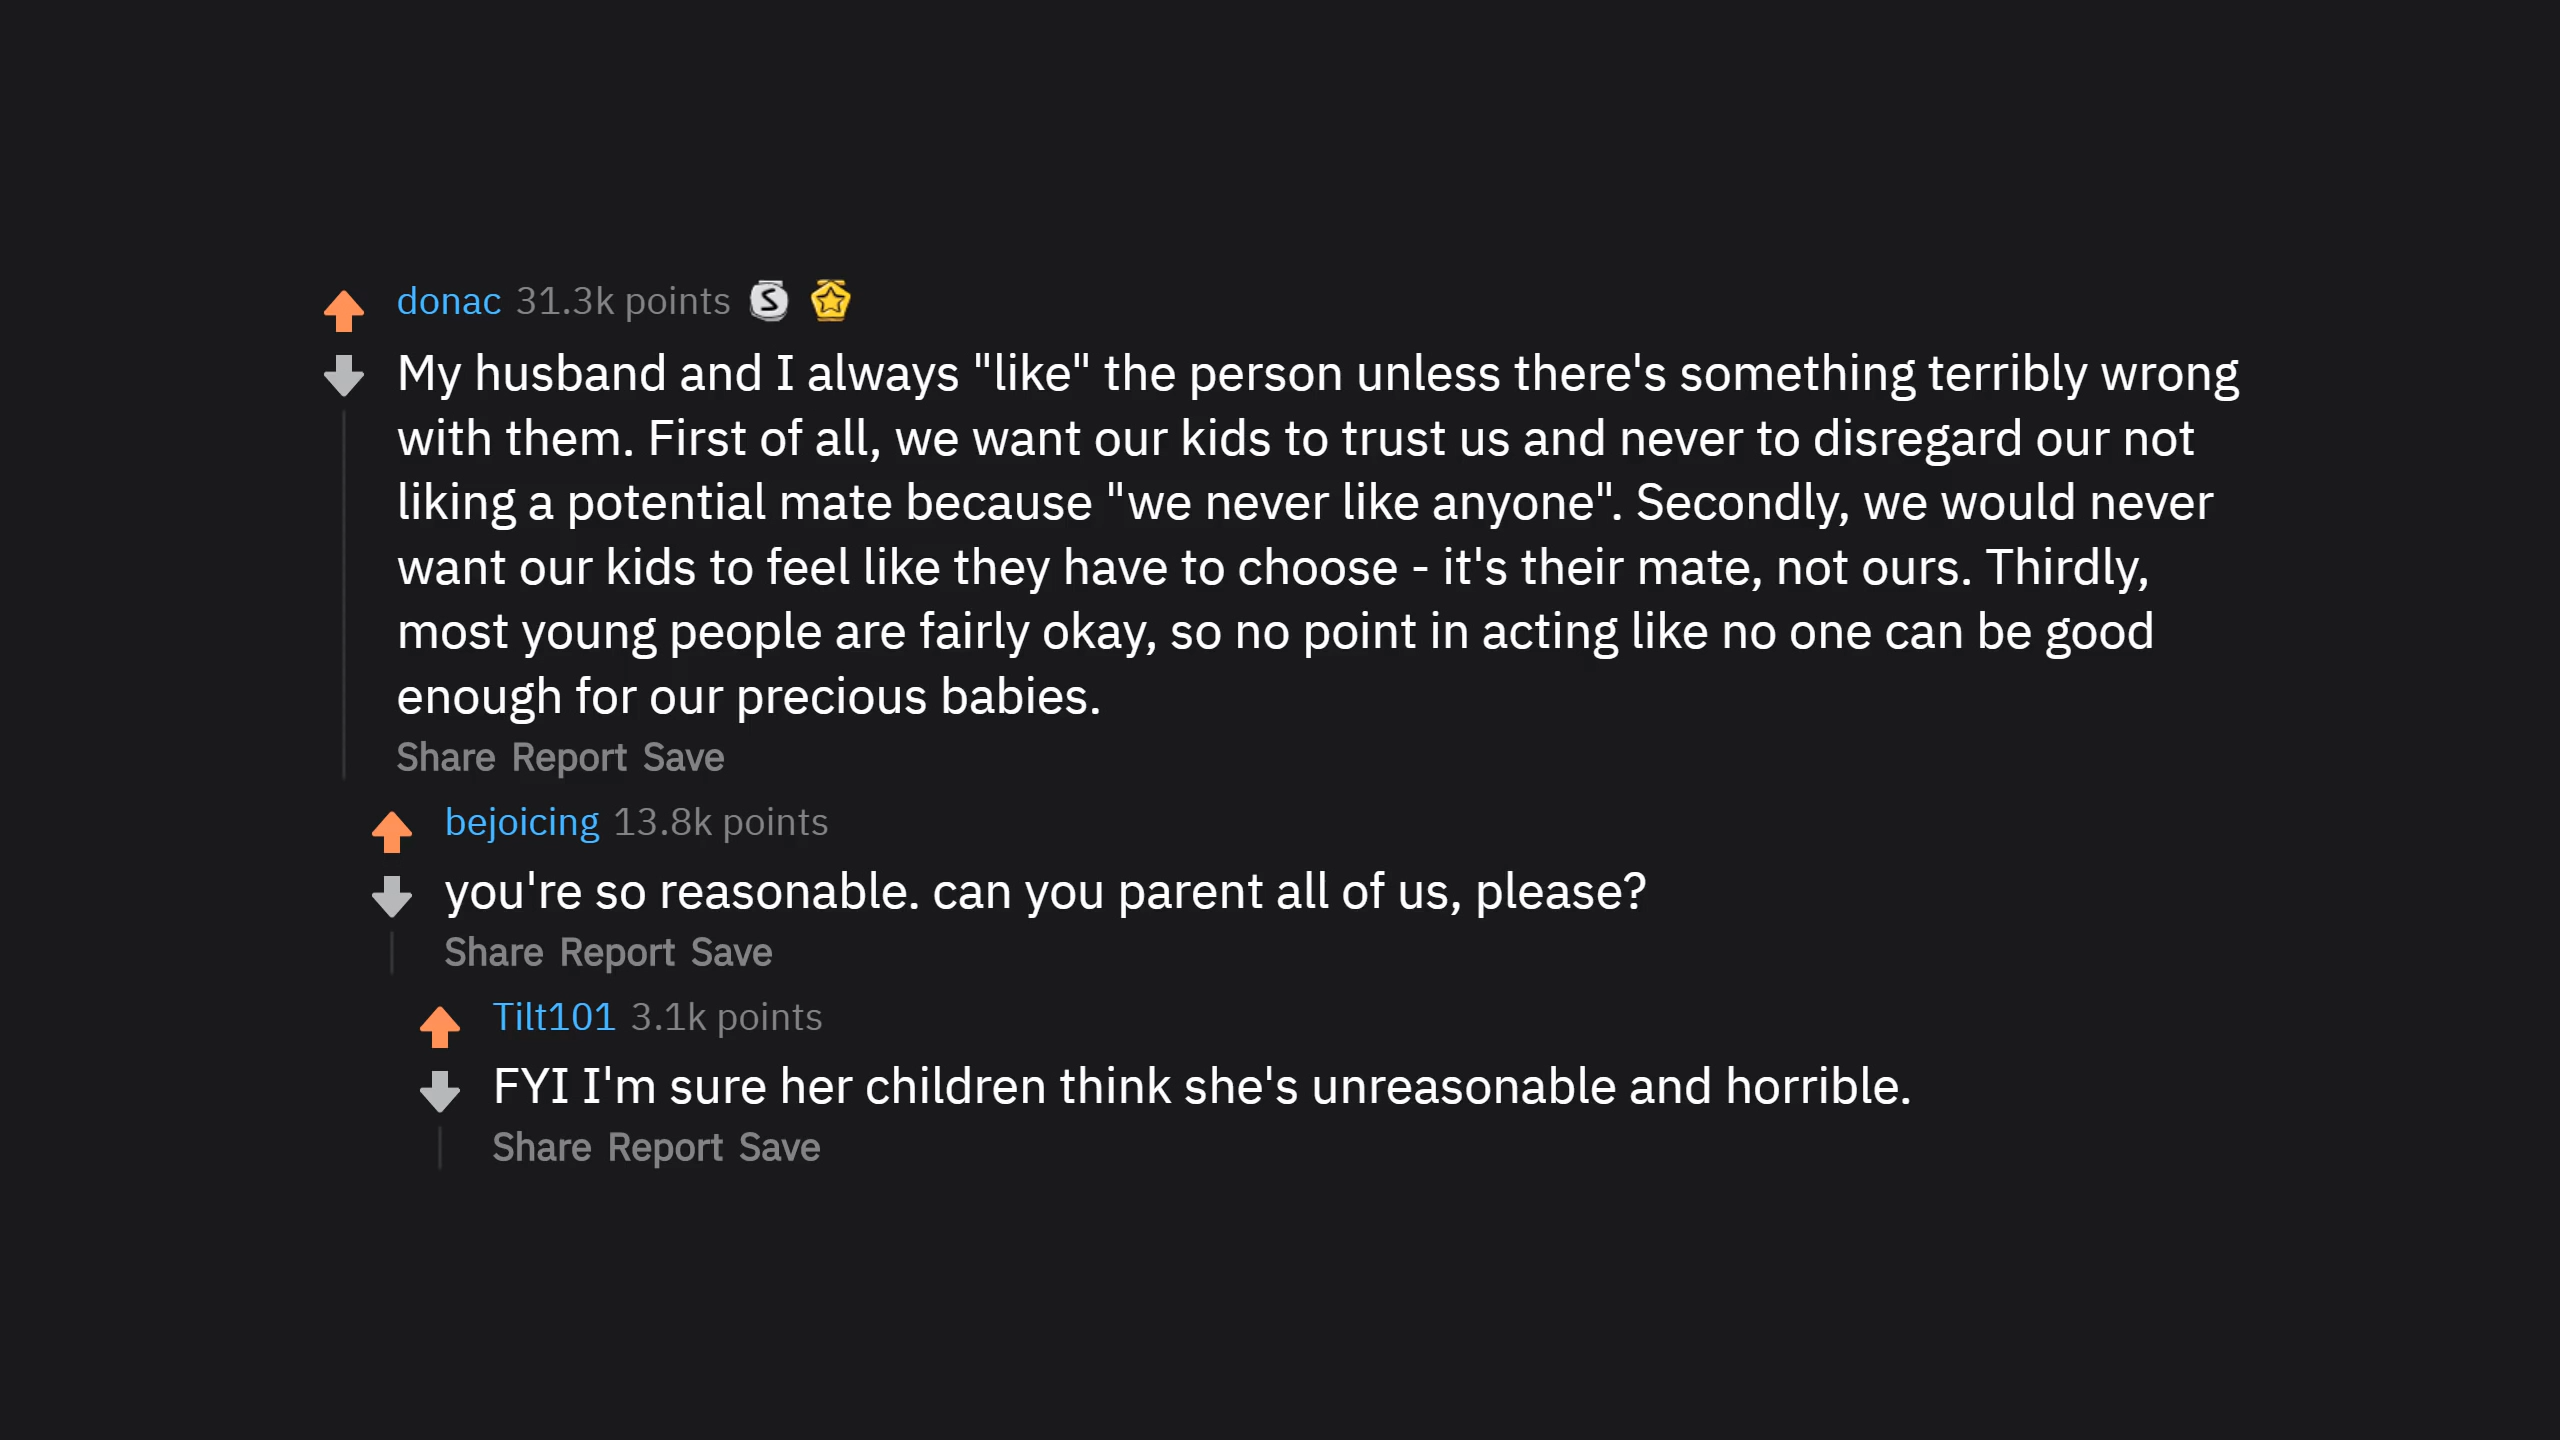 donac 31.3k points
My husband and I always "like" the person unless there's something terribly wrong
with them. First of all, we want our kids to trust us and never to disregard our not
liking a potential mate because "we never like anyone". Secondly, we would never
want our kids to feel like they have to choose - it's their mate, not ours. Thirdly,
most young people are fairly okay, so no point in acting like no one can be good
enough for our precious babies.
Share Report Save
bejoicing 13.8k points
you're so reasonable. can you parent all of us, please?
Share Report Save
Tilt101 3.1k points
FYI I'm sure her children think she's unreasonable and horrible.
Share Report Save